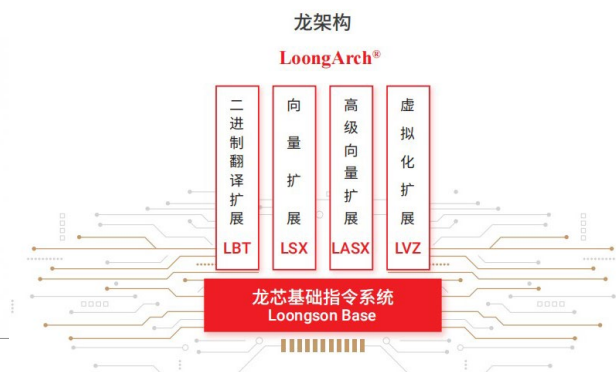 龙架构
LoongArch®
二进制翻译扩展
LBT
向量扩展
LSX
高级向量扩展
LASX
虚拟化扩展
LVZ
龙芯基础指令系统
Loongson Base